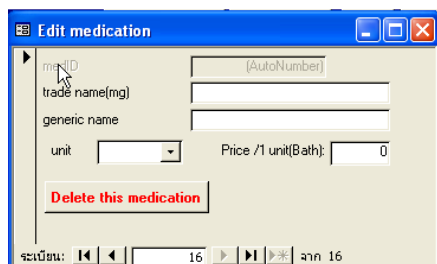 Edit medication
medID (AutoNumber)
trade name(mg)
generic name
unit Price /1 unit(Bath): 0
Delete this medication
ระเบียน: 16 จาก 16